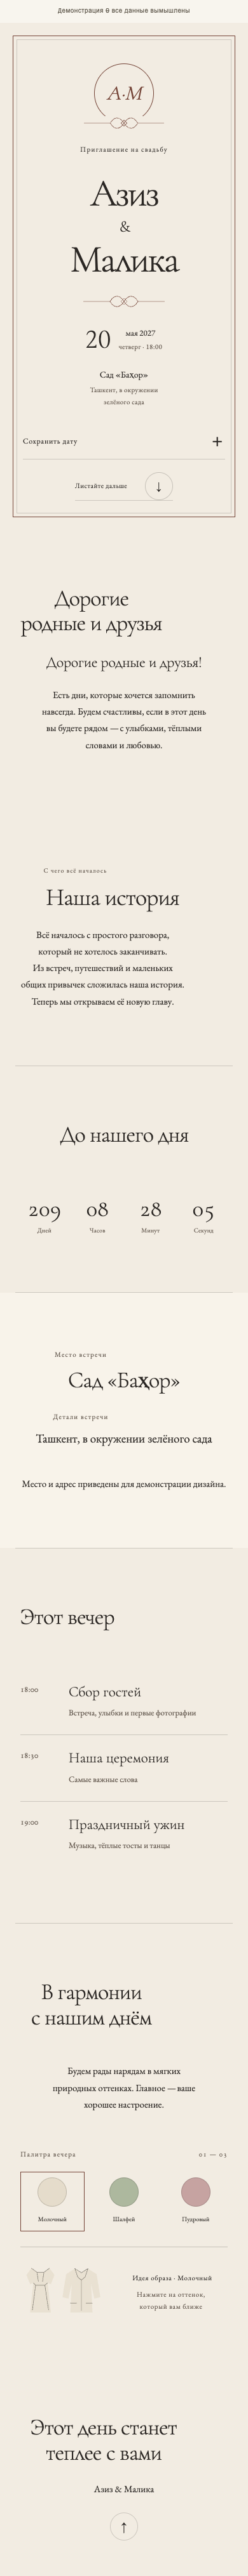 Демонстрация © все данные вымышлены
А·М
Приглашение на свадьбу
Азиз
&
Малика
20 мая 2027
четверг · 18:00
Сад «Баҳор»
Ташкент, в окружении
зелёного сада
Сохранить дату +
Листайте дальше ↓
Дорогие
родные и друзья
Дорогие родные и друзья!
Есть дни, которые хочется запомнить
навсегда. Будем счастливы, если в этот день
вы будете рядом — с улыбками, тёплыми
словами и любовью.
С чего всё началось
Наша история
Всё началось с простого разговора,
который не хотелось заканчивать.
Из встреч, путешествий и маленьких
общих привычек сложилась наша история.
Теперь мы открываем её новую главу.
До нашего дня
209 08 28 05
Дней Часов Минут Секунд
Место встречи
Сад «Баҳор»
Детали встречи
Ташкент, в окружении зелёного сада
Место и адрес приведены для демонстрации дизайна.
Этот вечер
18:00 Сбор гостей
Встреча, улыбки и первые фотографии
18:30 Наша церемония
Самые важные слова
19:00 Праздничный ужин
Музыка, тёплые тосты и танцы
В гармонии
с нашим днём
Будем рады нарядам в мягких
природных оттенках. Главное — ваше
хорошее настроение.
Палитра вечера 01 — 03
Молочный Шалфей Пудровый
Идея образа · Молочный
Нажмите на оттенок,
который вам ближе
Этот день станет
теплее с вами
Азиз & Малика
↑